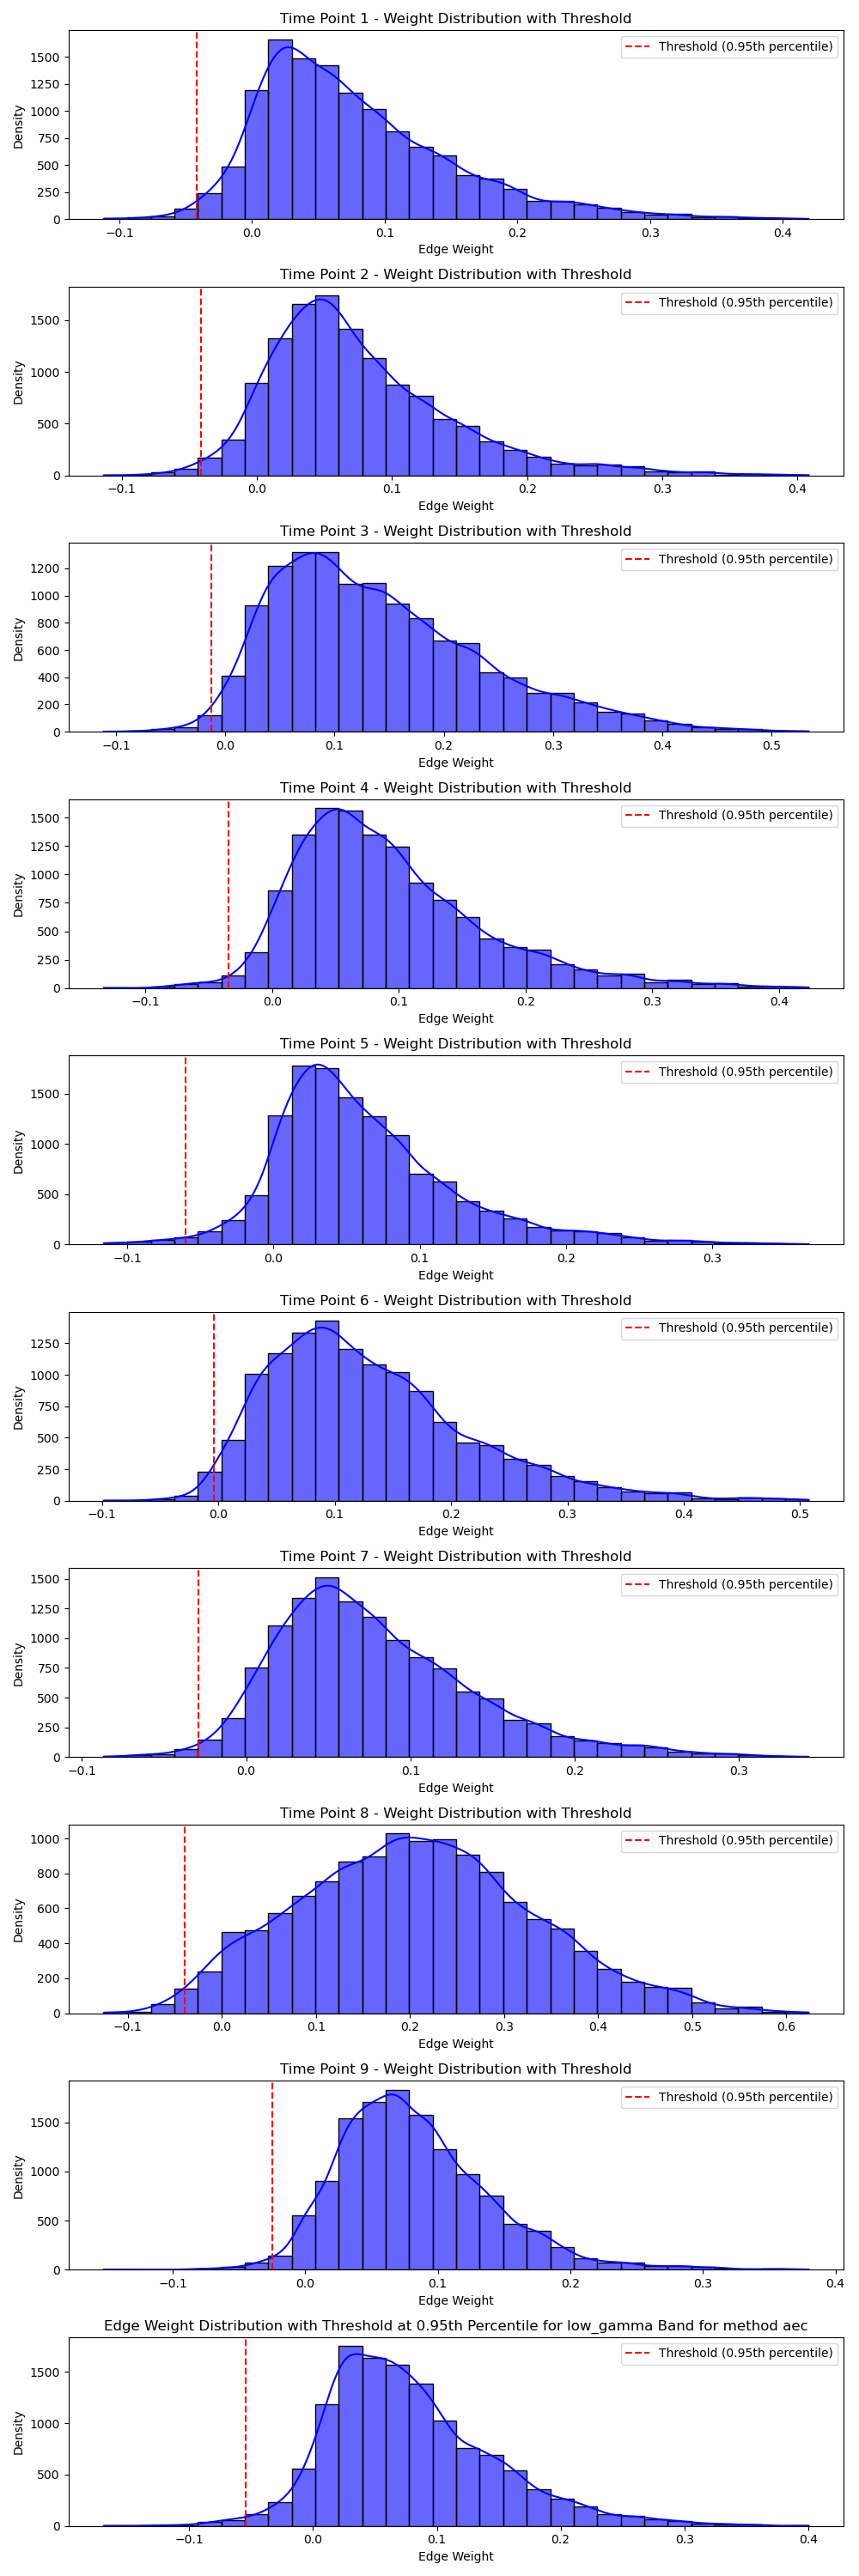 Time Point 1 - Weight Distribution with Threshold
Threshold (0.95th percentile)
Density
1500
1250
1000
750
500
250
0
−0.1 0.0 0.1 0.2 0.3 0.4
Edge Weight
Time Point 2 - Weight Distribution with Threshold
Threshold (0.95th percentile)
Density
1500
1000
500
0
−0.1 0.0 0.1 0.2 0.3 0.4
Edge Weight
Time Point 3 - Weight Distribution with Threshold
Threshold (0.95th percentile)
Density
1200
1000
800
600
400
200
0
−0.1 0.0 0.1 0.2 0.3 0.4 0.5
Edge Weight
Time Point 4 - Weight Distribution with Threshold
Threshold (0.95th percentile)
Density
1500
1250
1000
750
500
250
0
−0.1 0.0 0.1 0.2 0.3 0.4
Edge Weight
Time Point 5 - Weight Distribution with Threshold
Threshold (0.95th percentile)
Density
1500
1000
500
0
−0.1 0.0 0.1 0.2 0.3
Edge Weight
Time Point 6 - Weight Distribution with Threshold
Threshold (0.95th percentile)
Density
1250
1000
750
500
250
0
−0.1 0.0 0.1 0.2 0.3 0.4 0.5
Edge Weight
Time Point 7 - Weight Distribution with Threshold
Threshold (0.95th percentile)
Density
1500
1250
1000
750
500
250
0
−0.1 0.0 0.1 0.2 0.3
Edge Weight
Time Point 8 - Weight Distribution with Threshold
Threshold (0.95th percentile)
Density
1000
800
600
400
200
0
−0.1 0.0 0.1 0.2 0.3 0.4 0.5 0.6
Edge Weight
Time Point 9 - Weight Distribution with Threshold
Threshold (0.95th percentile)
Density
1500
1000
500
0
−0.1 0.0 0.1 0.2 0.3 0.4
Edge Weight
Edge Weight Distribution with Threshold at 0.95th Percentile for low_gamma Band for method aec
Threshold (0.95th percentile)
Density
1500
1000
500
0
−0.1 0.0 0.1 0.2 0.3 0.4
Edge Weight